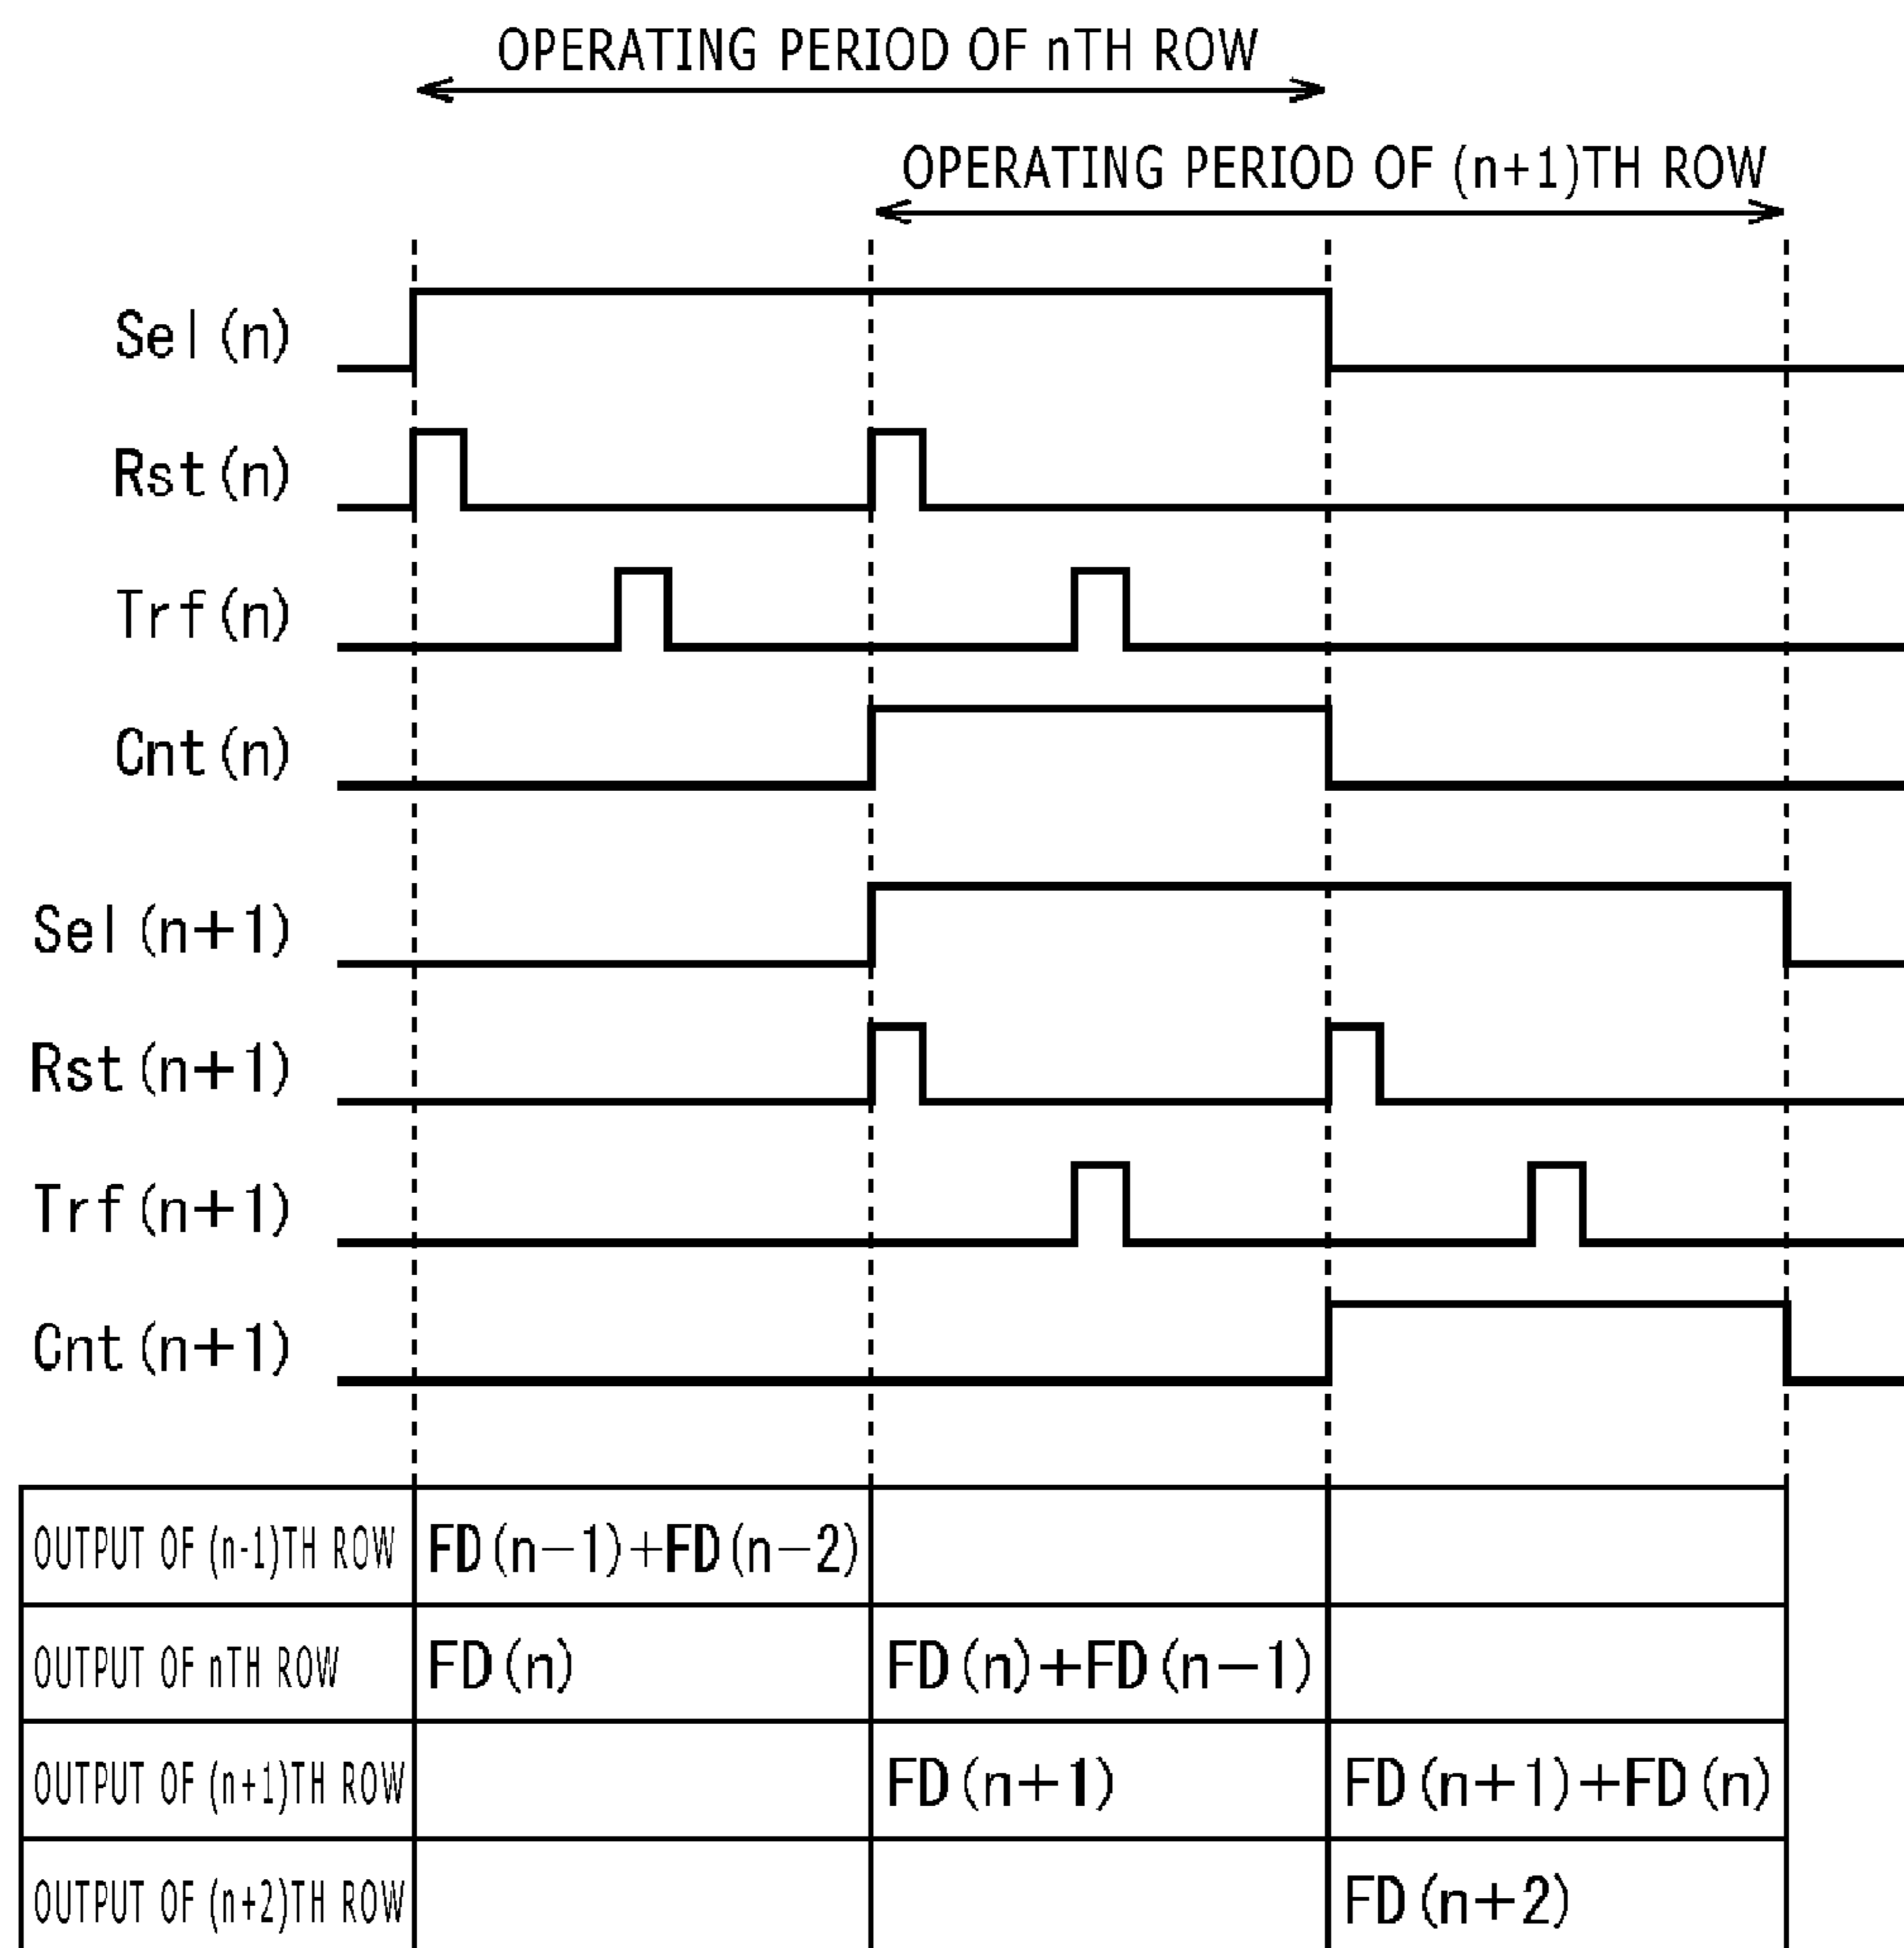 OPERATING PERIOD OF nTH ROW
OPERATING PERIOD OF (n+1)TH ROW
Sel(n)
Rst(n)
Trf(n)
Cnt(n)
Sel(n+1)
Rst(n+1)
Trf(n+1)
Cnt(n+1)
OUTPUT OF (n-1)TH ROW FD(n−1)+FD(n−2)
OUTPUT OF nTH ROW FD(n) FD(n)+FD(n−1)
OUTPUT OF (n+1)TH ROW FD(n+1) FD(n+1)+FD(n)
OUTPUT OF (n+2)TH ROW FD(n+2)